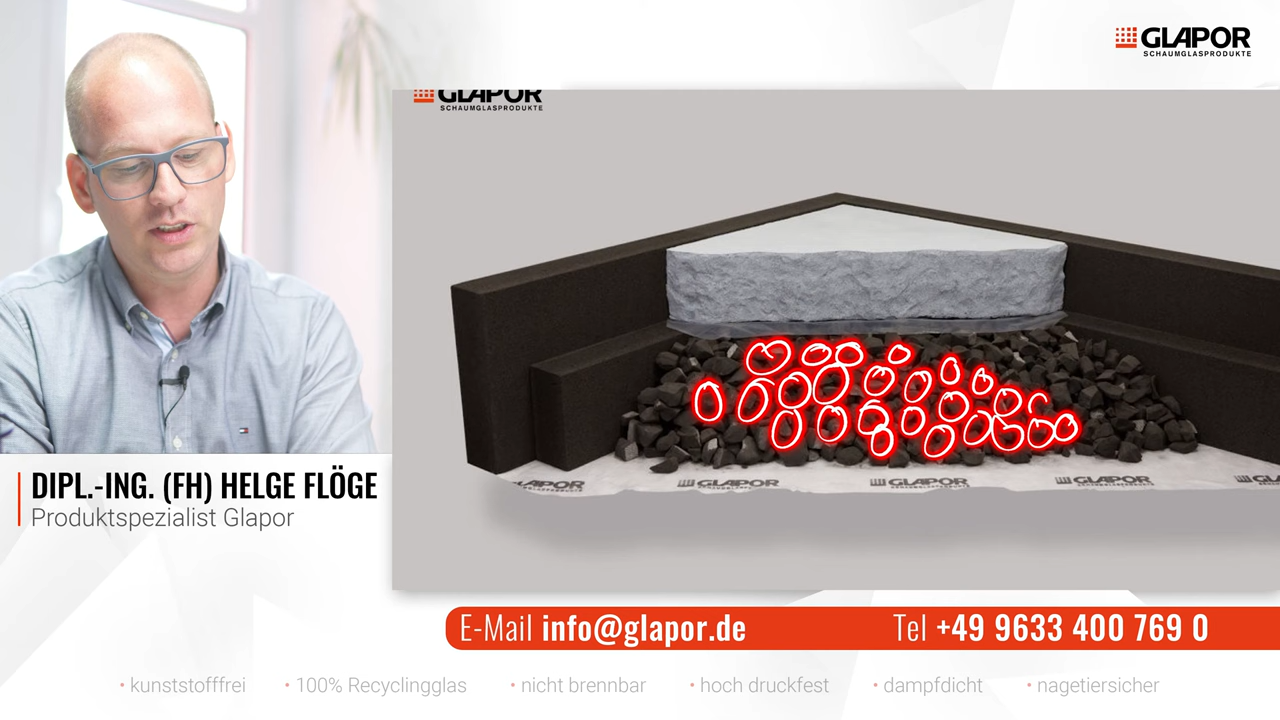 GLAPOR
SCHAUMGLASPRODUKTE
GLAPOR
SCHAUMGLASPRODUKTE
GLAPOR
GLAPOR
GLAPOR
DIPL.-ING. (FH) HELGE FLÖGE
Produktspezialist Glapor
E-Mail info@glapor.de Tel +49 9633 400 769 0
• kunststofffrei • 100% Recyclingglas • nicht brennbar • hoch druckfest • dampfdicht • nagetiersicher